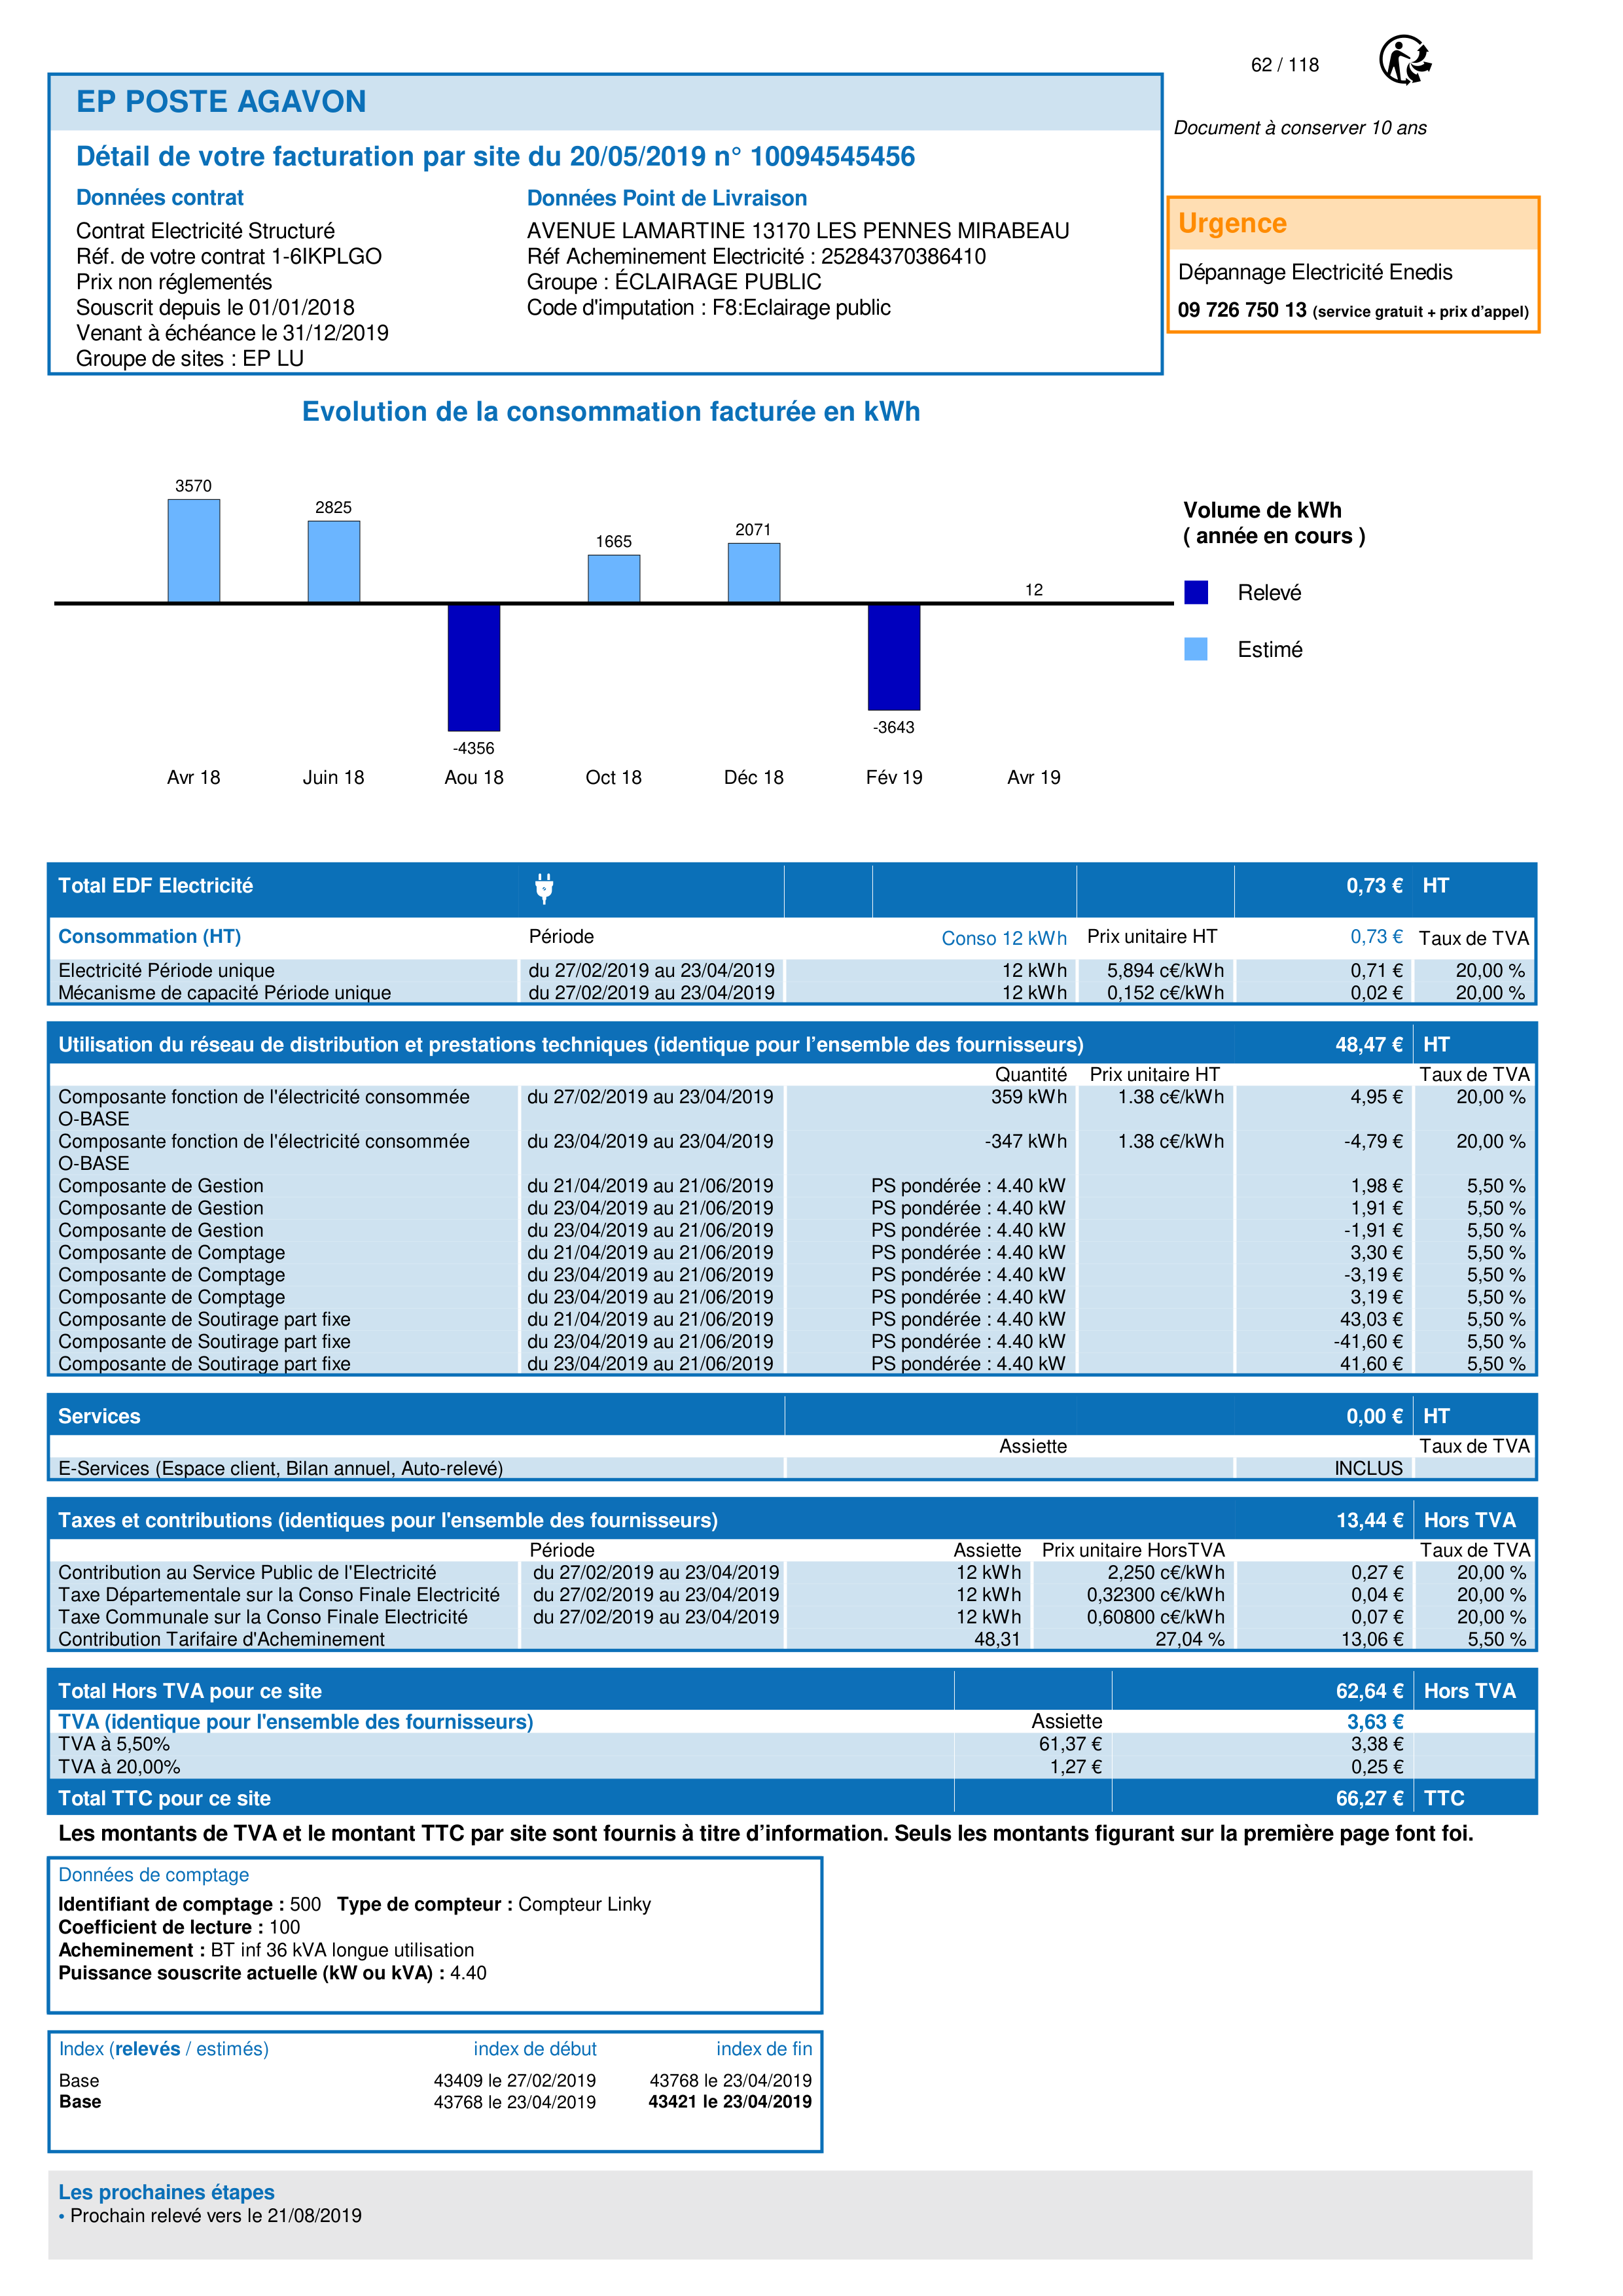 62 / 118
EP POSTE AGAVON
Document à conserver 10 ans
Détail de votre facturation par site du 20/05/2019 n° 10094545456
Données contrat
Contrat Electricité Structuré
Réf. de votre contrat 1-6IKPLGO
Prix non réglementés
Souscrit depuis le 01/01/2018
Venant à échéance le 31/12/2019
Groupe de sites : EP LU
Données Point de Livraison
AVENUE LAMARTINE 13170 LES PENNES MIRABEAU
Réf Acheminement Electricité : 25284370386410
Groupe : ÉCLAIRAGE PUBLIC
Code d'imputation : F8:Eclairage public
Urgence
Dépannage Electricité Enedis
09 726 750 13 (service gratuit + prix d’appel)
Evolution de la consommation facturée en kWh
3570
2825
1665
2071
12
-4356
-3643
Avr 18 Juin 18 Aou 18 Oct 18 Déc 18 Fév 19 Avr 19
Volume de kWh
( année en cours )
Relevé
Estimé
Total EDF Electricité 0,73 € HT
Consommation (HT) Période Conso 12 kWh Prix unitaire HT 0,73 € Taux de TVA
Electricité Période unique du 27/02/2019 au 23/04/2019 12 kWh 5,894 c€/kWh 0,71 € 20,00 %
Mécanisme de capacité Période unique du 27/02/2019 au 23/04/2019 12 kWh 0,152 c€/kWh 0,02 € 20,00 %
Utilisation du réseau de distribution et prestations techniques (identique pour l’ensemble des fournisseurs) 48,47 € HT
Quantité Prix unitaire HT Taux de TVA
Composante fonction de l'électricité consommée du 27/02/2019 au 23/04/2019 359 kWh 1.38 c€/kWh 4,95 € 20,00 %
O-BASE
Composante fonction de l'électricité consommée du 23/04/2019 au 23/04/2019 -347 kWh 1.38 c€/kWh -4,79 € 20,00 %
O-BASE
Composante de Gestion du 21/04/2019 au 21/06/2019 PS pondérée : 4.40 kW 1,98 € 5,50 %
Composante de Gestion du 23/04/2019 au 21/06/2019 PS pondérée : 4.40 kW 1,91 € 5,50 %
Composante de Gestion du 23/04/2019 au 21/06/2019 PS pondérée : 4.40 kW -1,91 € 5,50 %
Composante de Comptage du 21/04/2019 au 21/06/2019 PS pondérée : 4.40 kW 3,30 € 5,50 %
Composante de Comptage du 23/04/2019 au 21/06/2019 PS pondérée : 4.40 kW -3,19 € 5,50 %
Composante de Comptage du 23/04/2019 au 21/06/2019 PS pondérée : 4.40 kW 3,19 € 5,50 %
Composante de Soutirage part fixe du 21/04/2019 au 21/06/2019 PS pondérée : 4.40 kW 43,03 € 5,50 %
Composante de Soutirage part fixe du 23/04/2019 au 21/06/2019 PS pondérée : 4.40 kW -41,60 € 5,50 %
Composante de Soutirage part fixe du 23/04/2019 au 21/06/2019 PS pondérée : 4.40 kW 41,60 € 5,50 %
Services 0,00 € HT
Assiette Taux de TVA
E-Services (Espace client, Bilan annuel, Auto-relevé) INCLUS
Taxes et contributions (identiques pour l'ensemble des fournisseurs) 13,44 € Hors TVA
Période Assiette Prix unitaire HorsTVA Taux de TVA
Contribution au Service Public de l'Electricité du 27/02/2019 au 23/04/2019 12 kWh 2,250 c€/kWh 0,27 € 20,00 %
Taxe Départementale sur la Conso Finale Electricité du 27/02/2019 au 23/04/2019 12 kWh 0,32300 c€/kWh 0,04 € 20,00 %
Taxe Communale sur la Conso Finale Electricité du 27/02/2019 au 23/04/2019 12 kWh 0,60800 c€/kWh 0,07 € 20,00 %
Contribution Tarifaire d'Acheminement 48,31 27,04 % 13,06 € 5,50 %
Total Hors TVA pour ce site 62,64 € Hors TVA
TVA (identique pour l'ensemble des fournisseurs) Assiette 3,63 €
TVA à 5,50% 61,37 € 3,38 €
TVA à 20,00% 1,27 € 0,25 €
Total TTC pour ce site 66,27 € TTC
Les montants de TVA et le montant TTC par site sont fournis à titre d’information. Seuls les montants figurant sur la première page font foi.
Données de comptage
Identifiant de comptage : 500 Type de compteur : Compteur Linky
Coefficient de lecture : 100
Acheminement : BT inf 36 kVA longue utilisation
Puissance souscrite actuelle (kW ou kVA) : 4.40
Index (relevés / estimés) index de début index de fin
Base 43409 le 27/02/2019 43768 le 23/04/2019
Base 43768 le 23/04/2019 43421 le 23/04/2019
Les prochaines étapes
• Prochain relevé vers le 21/08/2019